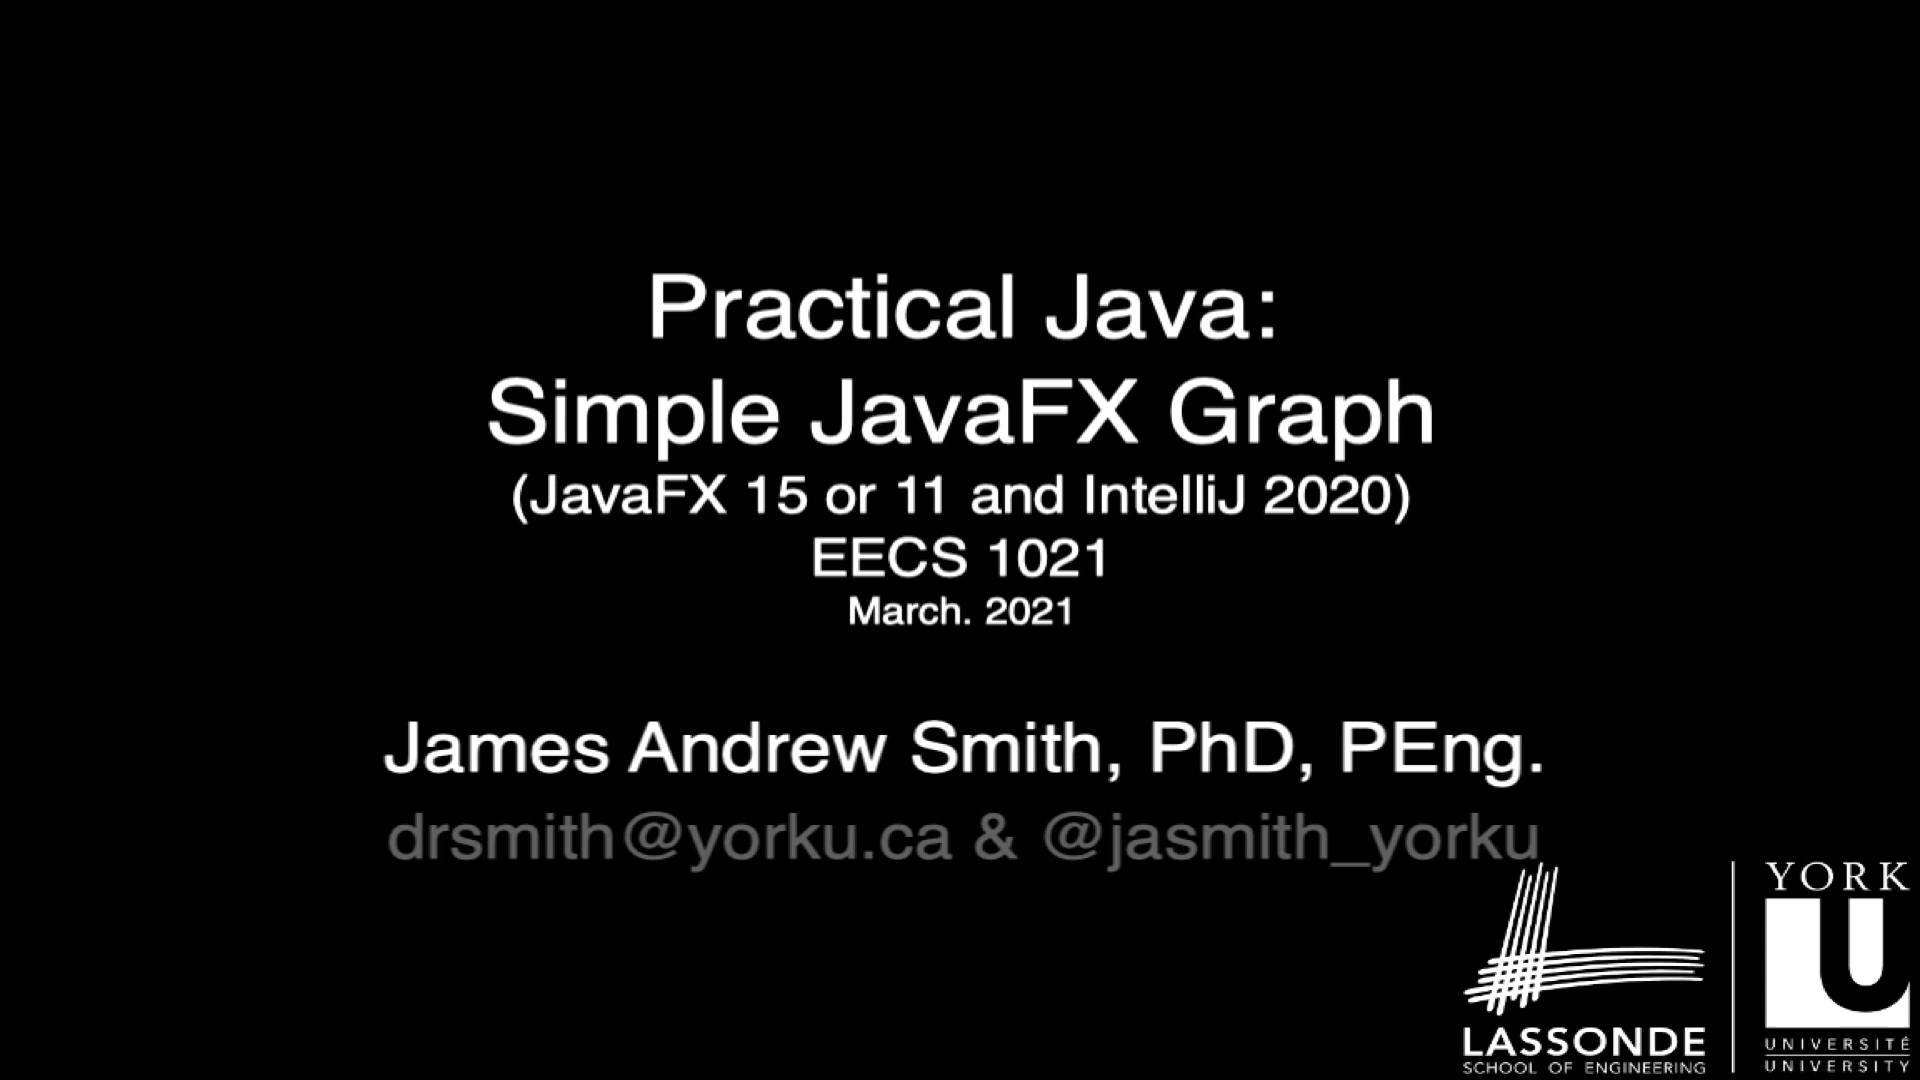 Practical Java:
Simple JavaFX Graph
(JavaFX 15 or 11 and IntelliJ 2020)
EECS 1021
March. 2021
James Andrew Smith, PhD, PEng.
drsmith@yorku.ca & @jasmith_yorku
LASSONDE
SCHOOL OF ENGINEERING
YORK
U
UNIVERSITÉ
UNIVERSITY